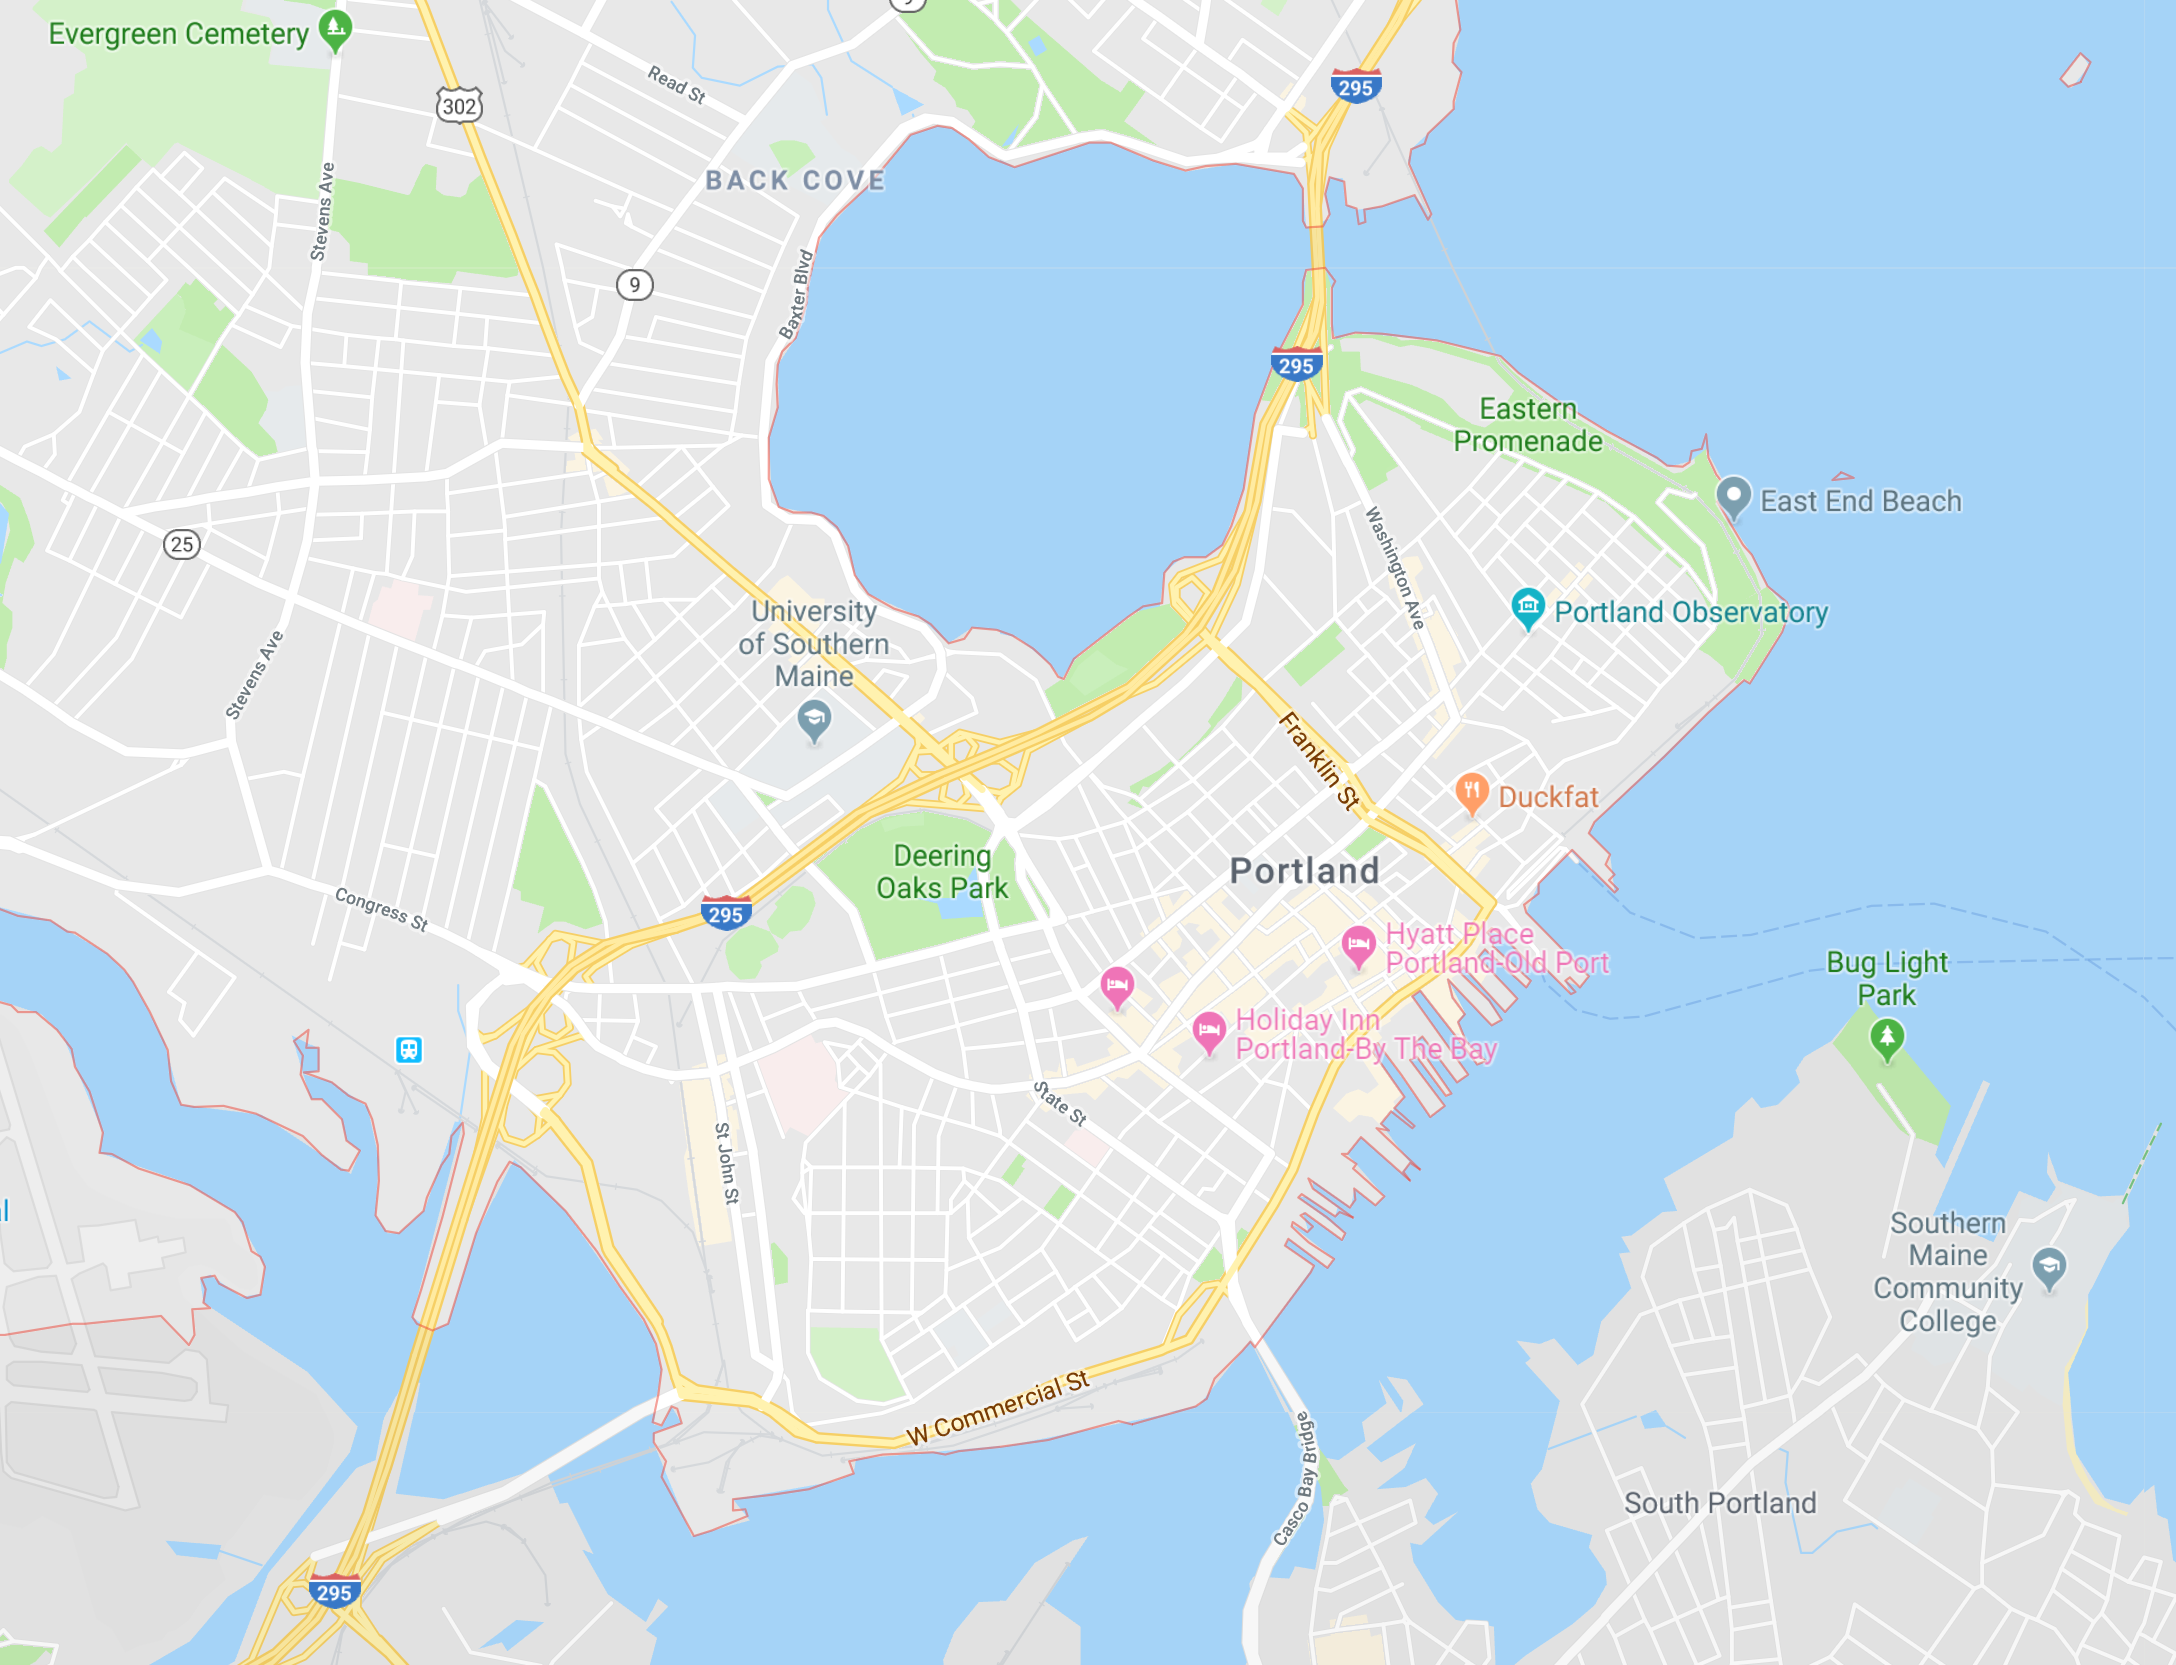 9
Evergreen Cemetery
302
Read St
295
BACK COVE
Stevens Ave
9
Baxter Blvd
295
Eastern
Promenade
East End Beach
25
Washington Ave
University
of Southern
Maine
Portland Observatory
Stevens Ave
Franklin St
Duckfat
Deering
Oaks Park
Portland
Congress St
295
Hyatt Place
Portland-Old Port
Bug Light
Park
Holiday Inn
Portland-By The Bay
State St
St John St
al
Southern
Maine
Community
College
W Commercial St
Casco Bay Bridge
South Portland
295